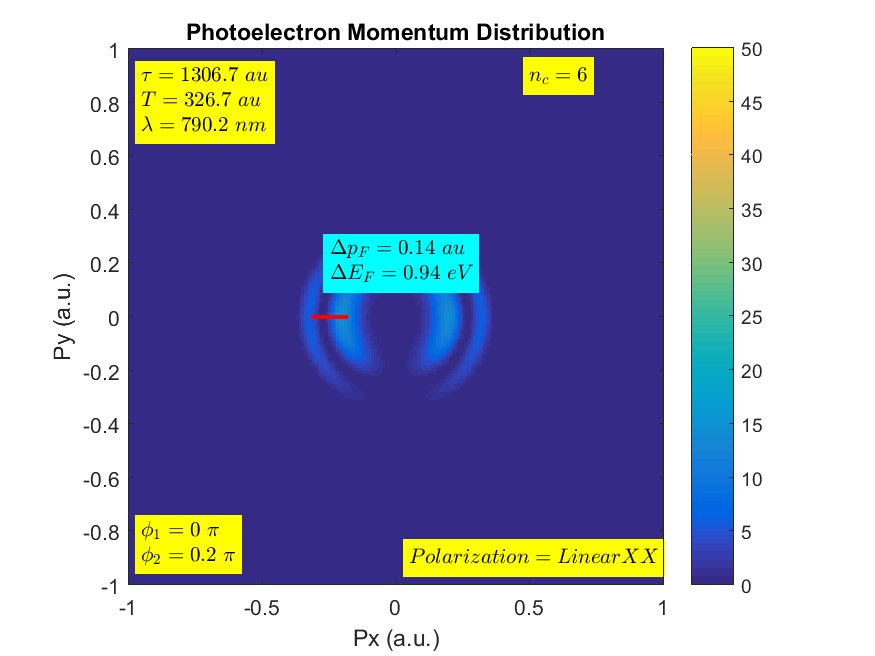 Photoelectron Momentum Distribution
τ = 1306.7 au
T = 326.7 au
λ = 790.2 nm
n_c = 6
Δp_F = 0.14 au
ΔE_F = 0.94 eV
ϕ_1 = 0 π
ϕ_2 = 0.2 π
Polarization = LinearXX
1
0.8
0.6
0.4
0.2
0
-0.2
-0.4
-0.6
-0.8
-1
Py (a.u.)
-1
-0.5
0
0.5
1
Px (a.u.)
50
45
40
35
30
25
20
15
10
5
0